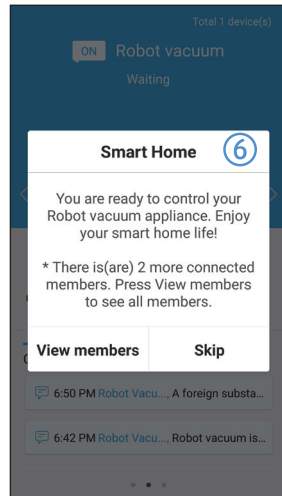 Total 1 device(s)
ON Robot vacuum
Waiting
Smart Home ⑥
You are ready to control your
Robot vacuum appliance. Enjoy
your smart home life!
* There is(are) 2 more connected
members. Press View members
to see all members.
View members Skip
6:50 PM Robot Vacu..., A foreign substa...
6:42 PM Robot Vacu..., Robot vacuum is...